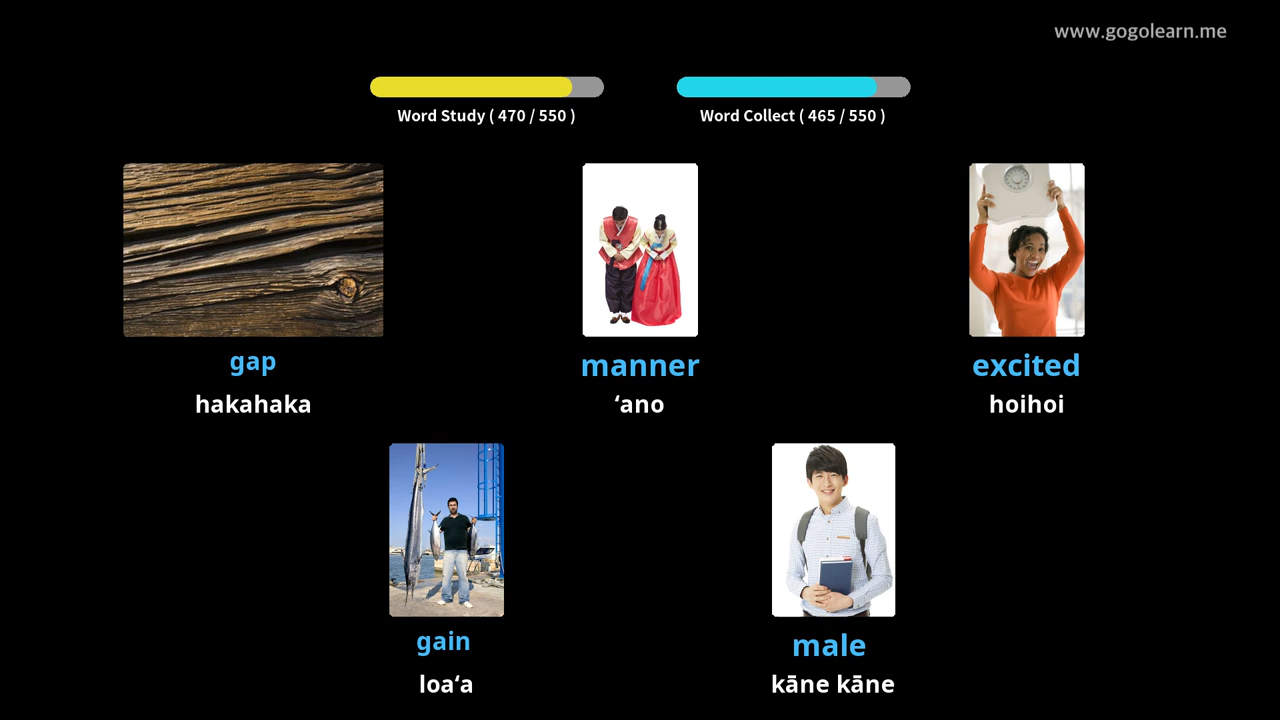 www.gogolearn.me
Word Study ( 470 / 550 )
Word Collect ( 465 / 550 )
gap
manner
excited
hakahaka
ʻano
hoihoi
gain
male
loaʻa
kāne kāne